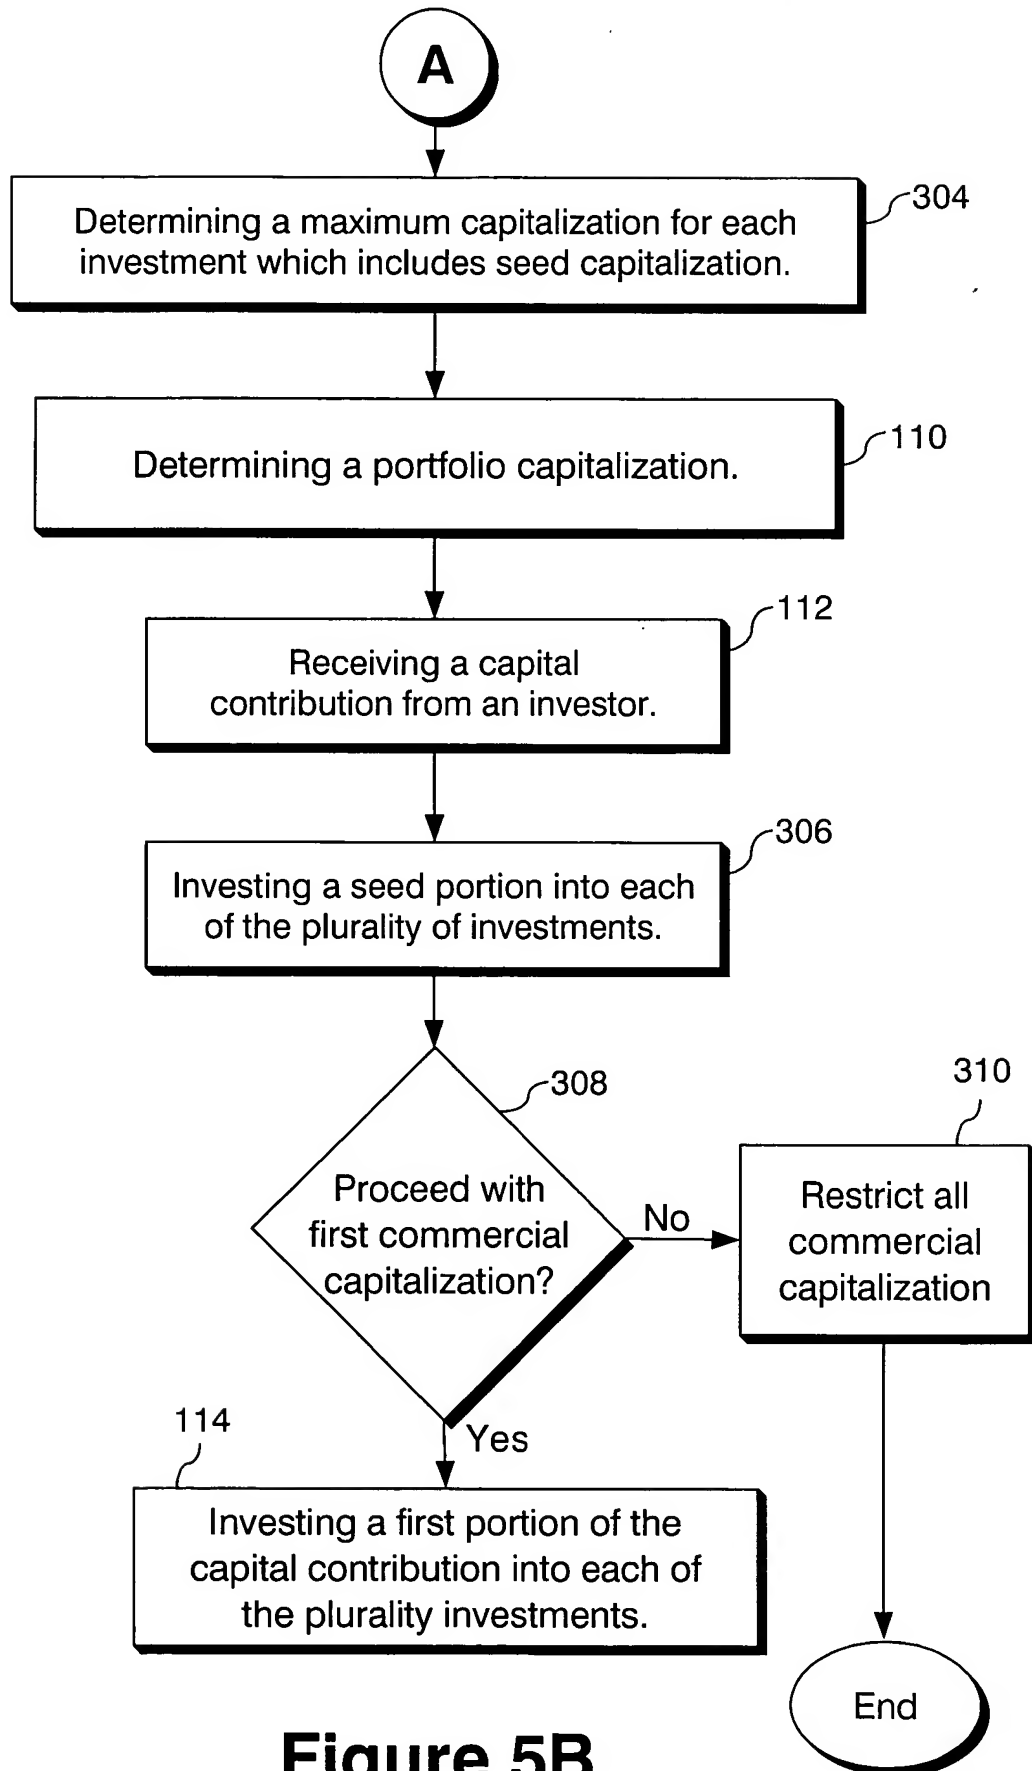 A
304
Determining a maximum capitalization for each
investment which includes seed capitalization.
110
Determining a portfolio capitalization.
112
Receiving a capital
contribution from an investor.
306
Investing a seed portion into each
of the plurality of investments.
308
310
Proceed with
first commercial
capitalization?
No
Restrict all
commercial
capitalization
Yes
114
Investing a first portion of the
capital contribution into each of
the plurality investments.
End
Figure 5B